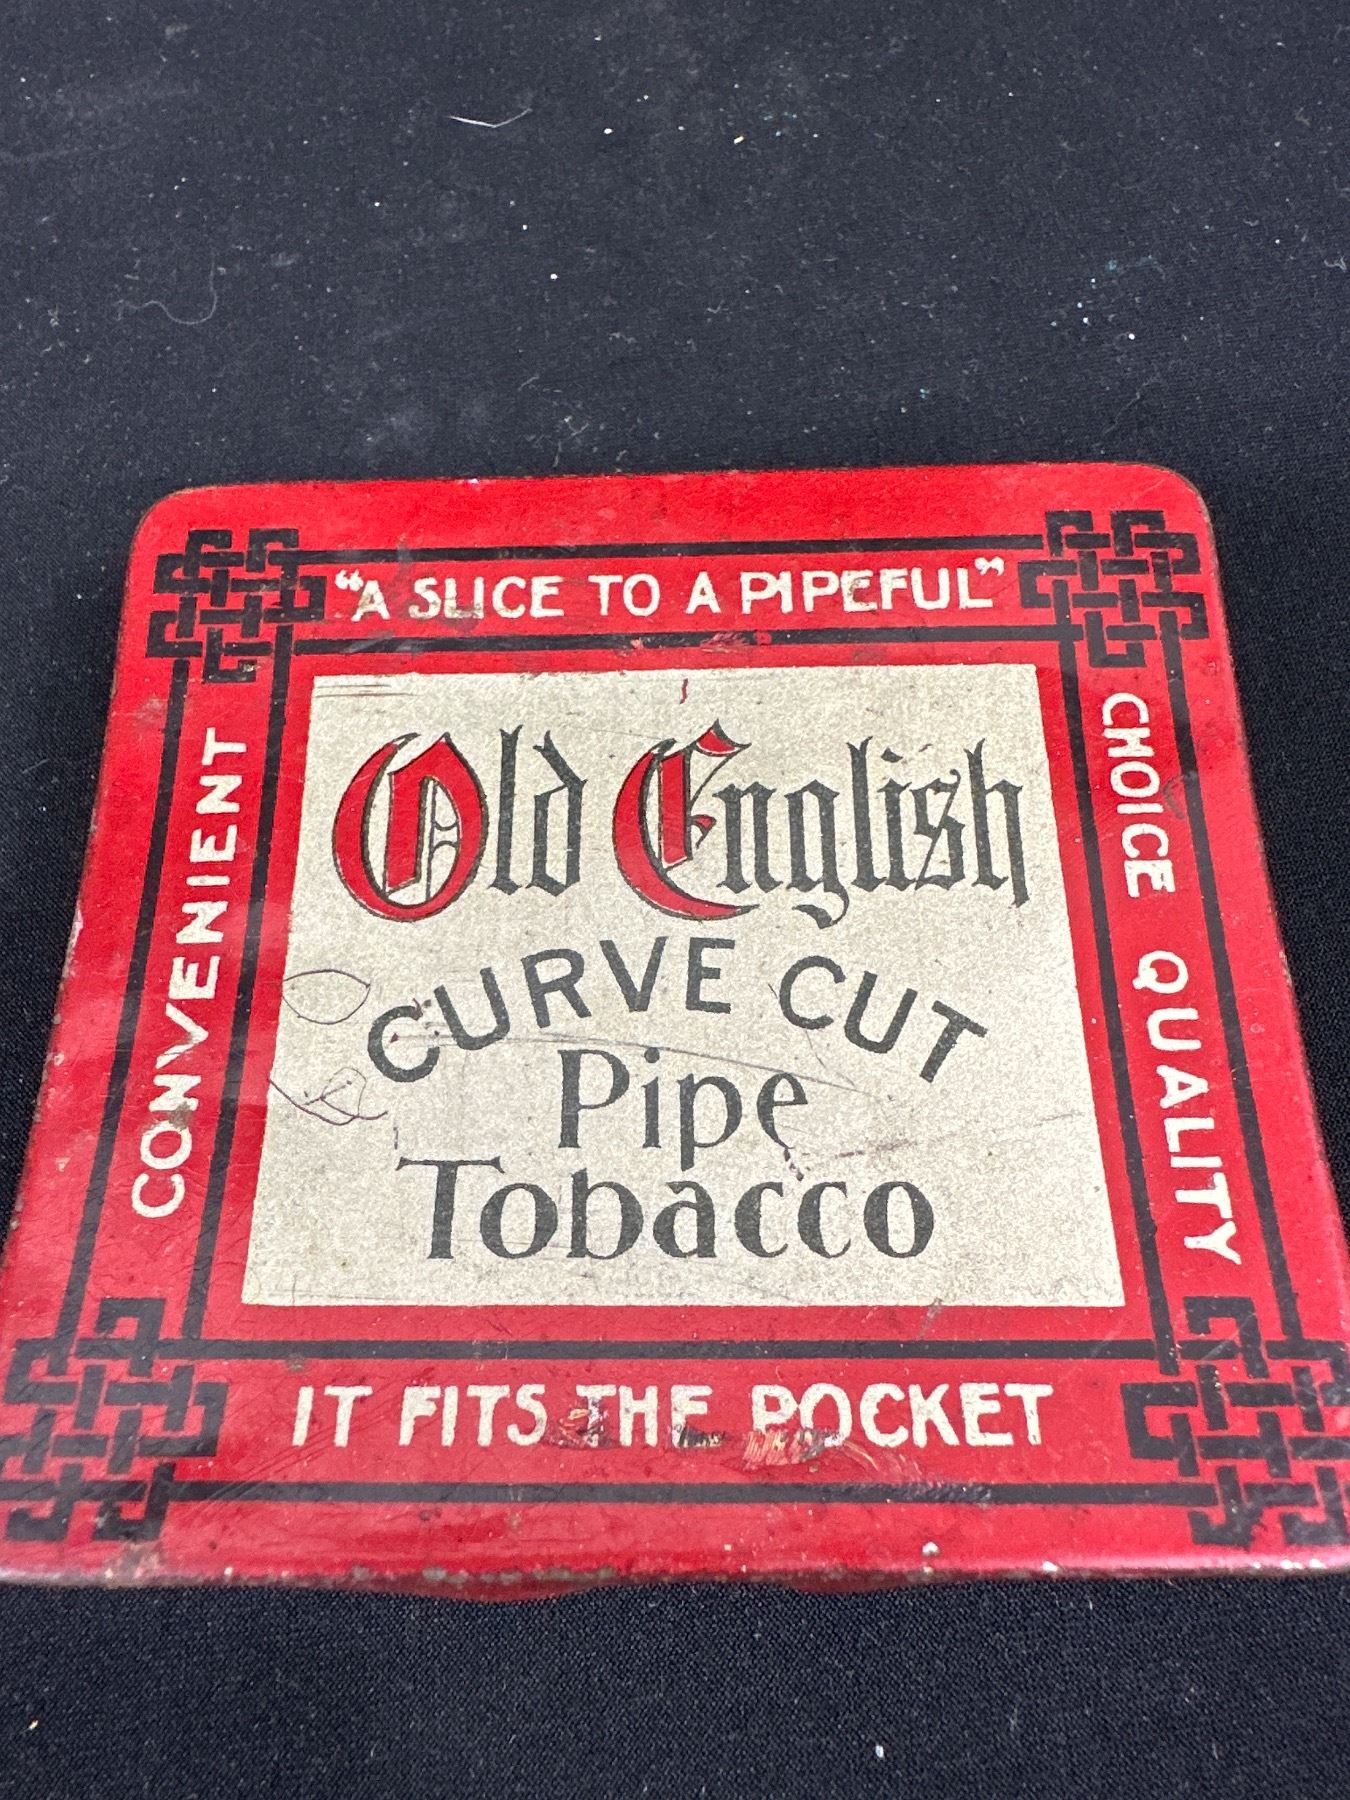 "A SLICE TO A PIPEFUL"
CONVENIENT
Old English
CURVE CUT
Pipe
Tobacco
CHOICE QUALITY
IT FITS THE POCKET